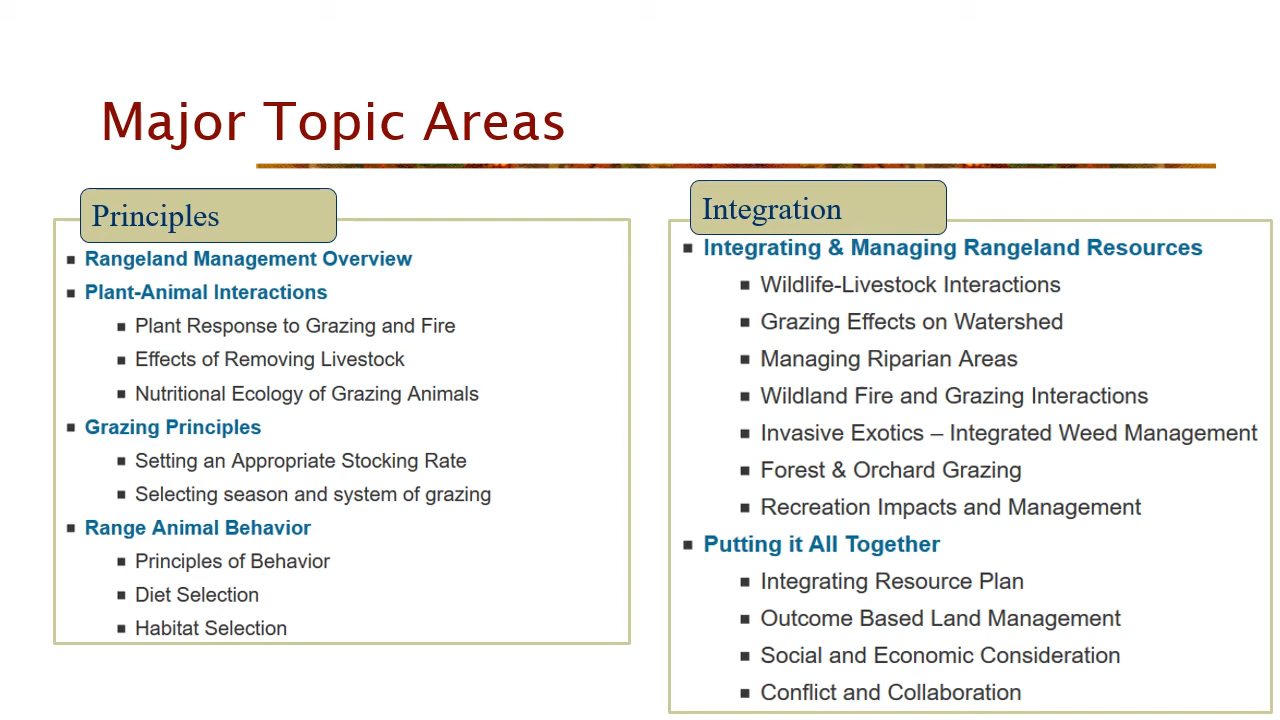 Major Topic Areas
Principles
Rangeland Management Overview
Plant-Animal Interactions
Plant Response to Grazing and Fire
Effects of Removing Livestock
Nutritional Ecology of Grazing Animals
Grazing Principles
Setting an Appropriate Stocking Rate
Selecting season and system of grazing
Range Animal Behavior
Principles of Behavior
Diet Selection
Habitat Selection
Integration
Integrating & Managing Rangeland Resources
Wildlife-Livestock Interactions
Grazing Effects on Watershed
Managing Riparian Areas
Wildland Fire and Grazing Interactions
Invasive Exotics – Integrated Weed Management
Forest & Orchard Grazing
Recreation Impacts and Management
Putting it All Together
Integrating Resource Plan
Outcome Based Land Management
Social and Economic Consideration
Conflict and Collaboration